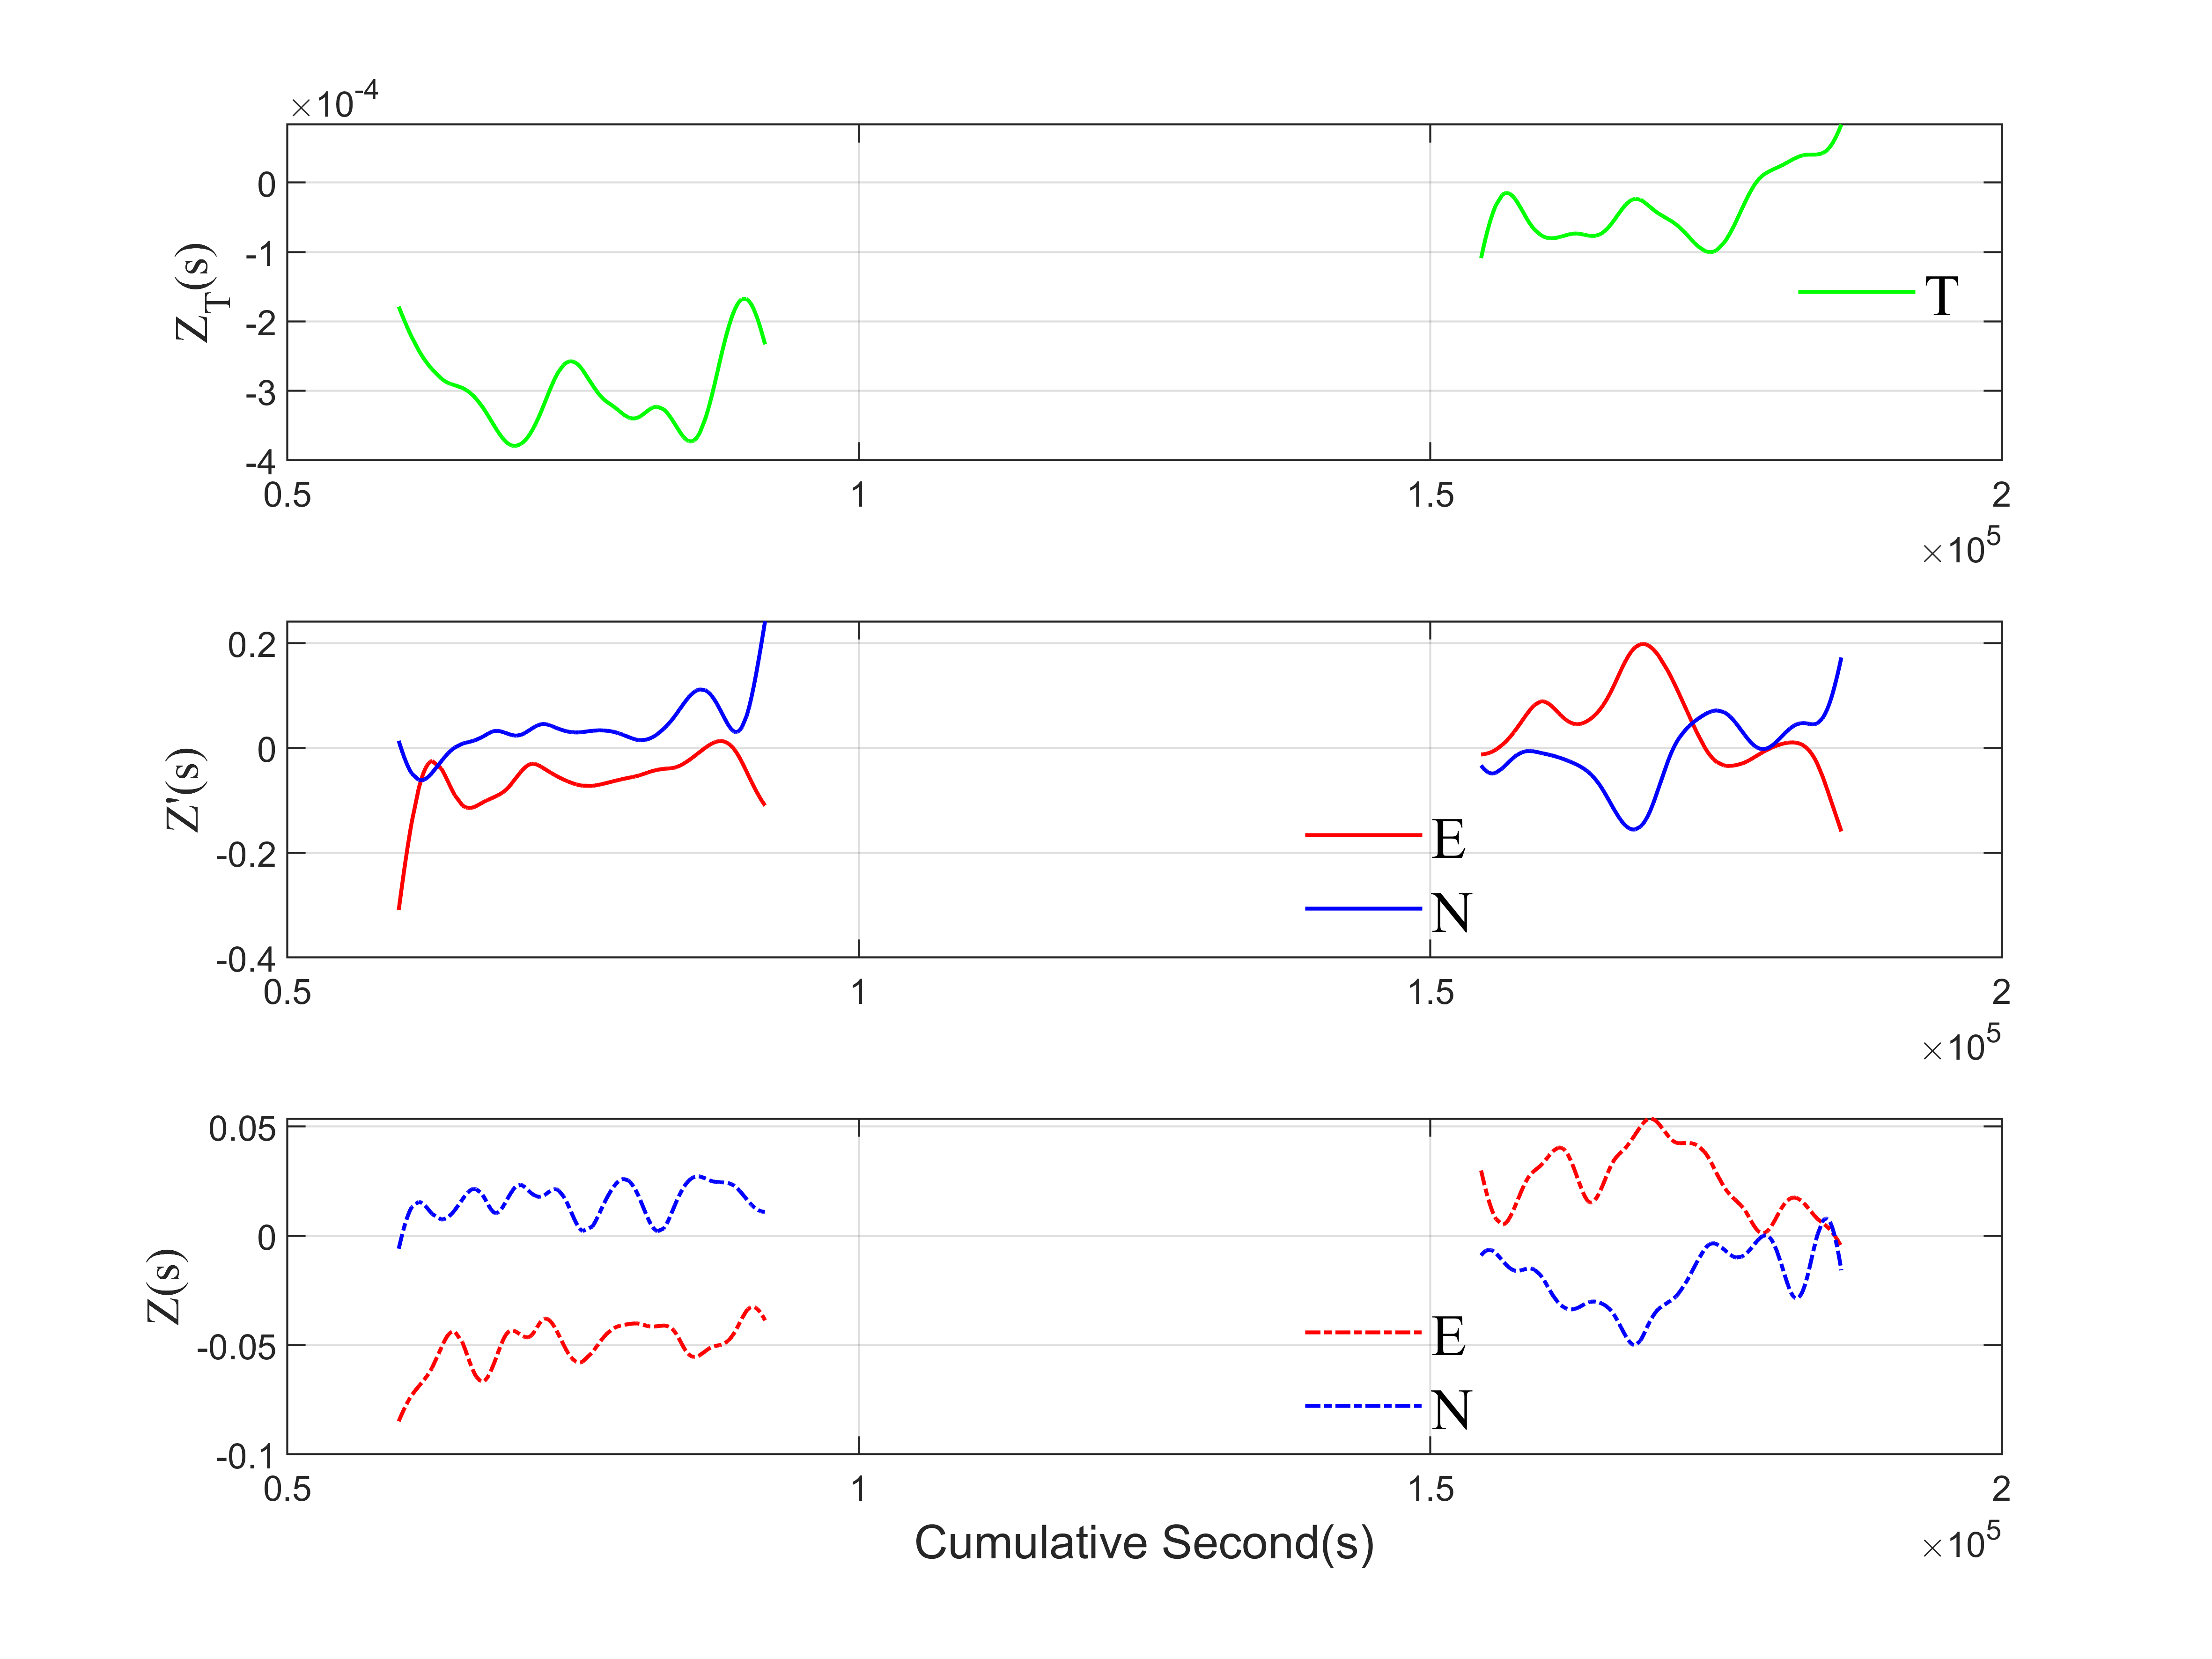 ×10-4
Z_T(s)
0
-1
-2
-3
-4
T
0.5 1 1.5 2
×10^5
Z'(s)
0.2
0
-0.2
-0.4
E
N
0.5 1 1.5 2
×10^5
Z(s)
0.05
0
-0.05
-0.1
E
N
0.5 1 1.5 2
Cumulative Second(s)
×10^5